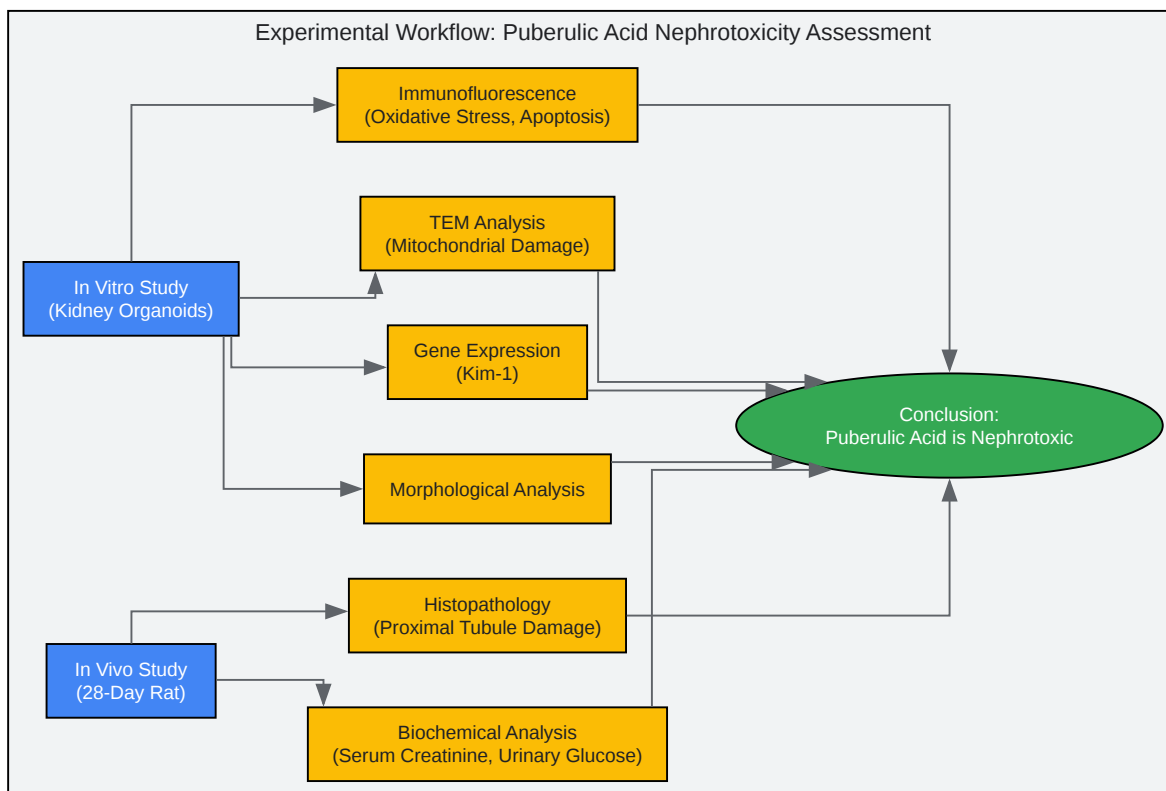 Experimental Workflow: Puberulic Acid Nephrotoxicity Assessment
Immunofluorescence
(Oxidative Stress, Apoptosis)
TEM Analysis
(Mitochondrial Damage)
In Vitro Study
(Kidney Organoids)
Gene Expression
(Kim-1)
Conclusion:
Puberulic Acid is Nephrotoxic
Morphological Analysis
Histopathology
(Proximal Tubule Damage)
In Vivo Study
(28-Day Rat)
Biochemical Analysis
(Serum Creatinine, Urinary Glucose)